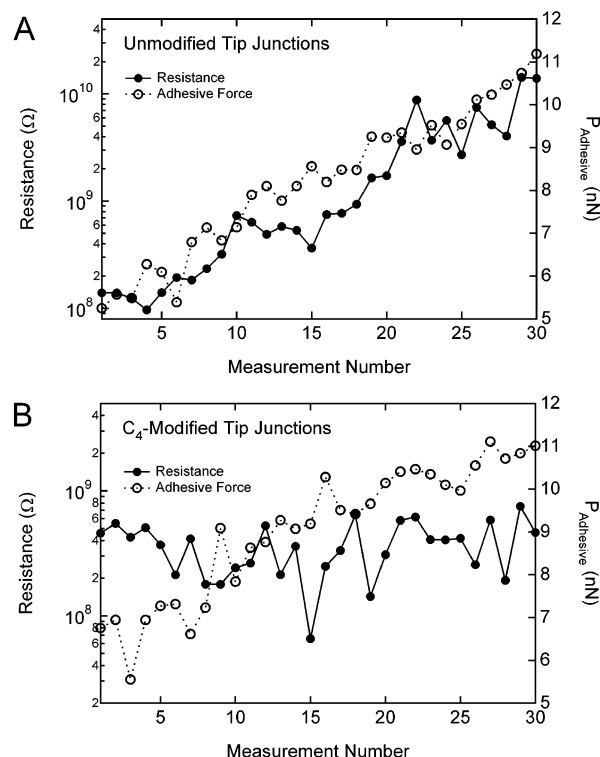 A
Unmodified Tip Junctions
Resistance
Adhesive Force
Resistance (Ω)
4
2
10^10
6
4
2
10^9
6
4
2
10^8
12
11
10
9
8
7
6
5
P_Adhesive (nN)
5 10 15 20 25 30
Measurement Number
B
C_4-Modified Tip Junctions
Resistance
Adhesive Force
Resistance (Ω)
4
2
10^9
8
6
4
2
10^8
8
6
4
2
12
11
10
9
8
7
6
5
P_Adhesive (nN)
5 10 15 20 25 30
Measurement Number